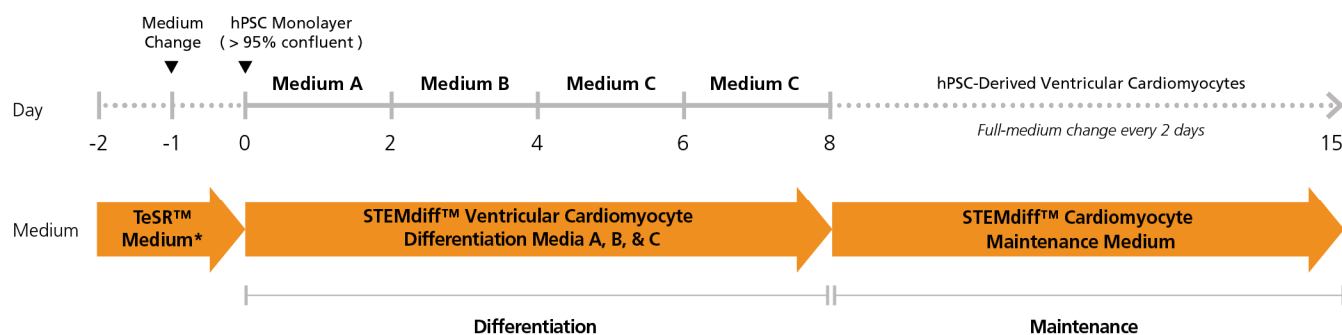 Medium
Change
hPSC Monolayer
( > 95% confluent )
Medium A
Medium B
Medium C
Medium C
hPSC-Derived Ventricular Cardiomyocytes
Day
Full-medium change every 2 days
-2
-1
0
2
4
6
8
15
Medium
TeSR™
Medium*
STEMdiff™ Ventricular Cardiomyocyte
Differentiation Media A, B, & C
STEMdiff™ Cardiomyocyte
Maintenance Medium
Differentiation
Maintenance